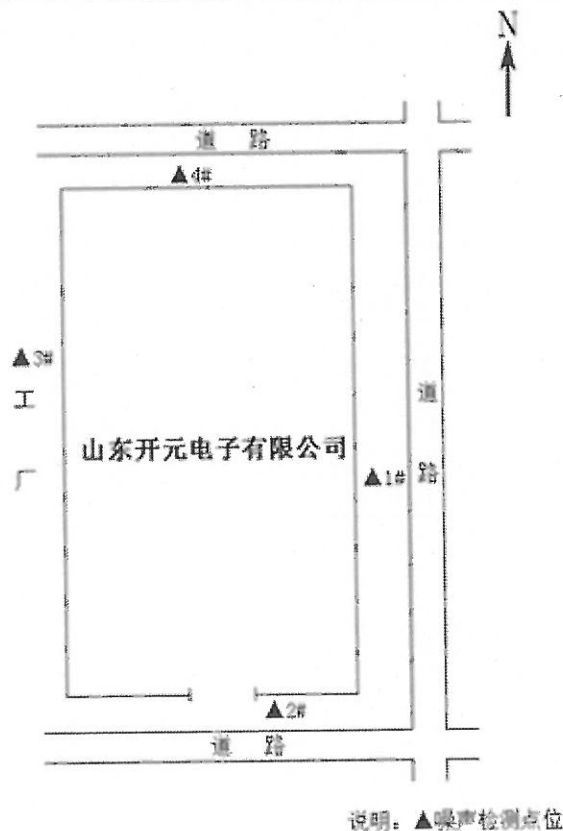 N
道 路
▲4#
▲3#
工
厂
道
路
山东开元电子有限公司
▲1#
▲2#
道 路
说明：▲噪声检测点位